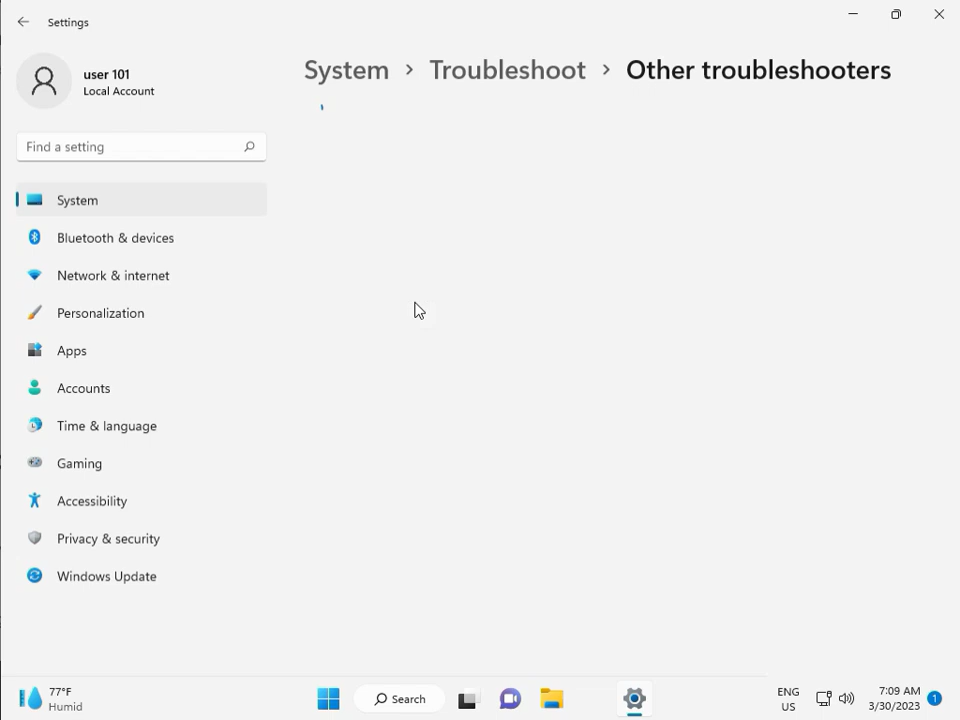 Settings
user 101
Local Account
System > Troubleshoot > Other troubleshooters
Find a setting
System
Bluetooth & devices
Network & internet
Personalization
Apps
Accounts
Time & language
Gaming
Accessibility
Privacy & security
Windows Update
77°F
Humid
Search
ENG
US
7:09 AM
3/30/2023
1